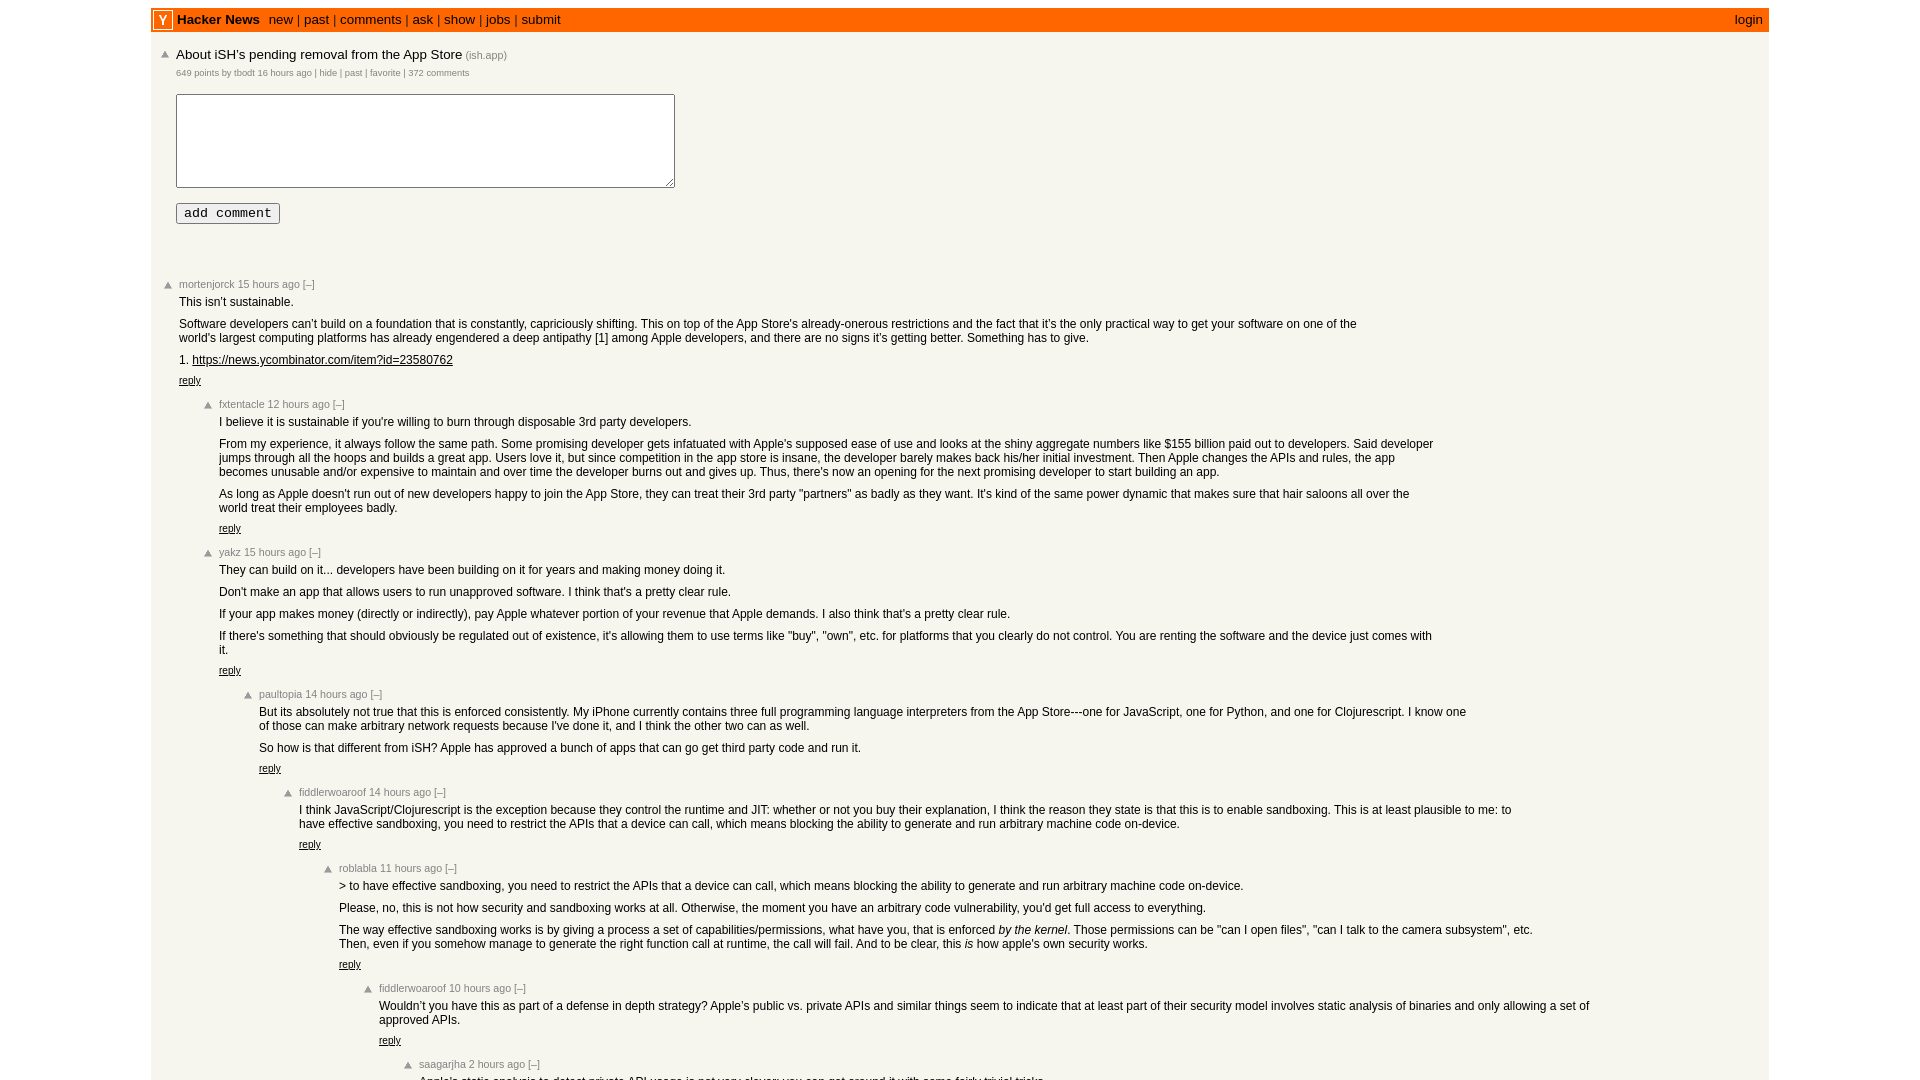 Y Hacker News new | past | comments | ask | show | jobs | submit login
About iSH’s pending removal from the App Store (ish.app)
649 points by tbodt 16 hours ago | hide | past | favorite | 372 comments
add comment
mortenjorck 15 hours ago [–]
This isn’t sustainable.
Software developers can’t build on a foundation that is constantly, capriciously shifting. This on top of the App Store's already-onerous restrictions and the fact that it’s the only practical way to get your software on one of the
world's largest computing platforms has already engendered a deep antipathy [1] among Apple developers, and there are no signs it’s getting better. Something has to give.
1. https://news.ycombinator.com/item?id=23580762
reply
fxtentacle 12 hours ago [–]
I believe it is sustainable if you're willing to burn through disposable 3rd party developers.
From my experience, it always follow the same path. Some promising developer gets infatuated with Apple's supposed ease of use and looks at the shiny aggregate numbers like $155 billion paid out to developers. Said developer
jumps through all the hoops and builds a great app. Users love it, but since competition in the app store is insane, the developer barely makes back his/her initial investment. Then Apple changes the APIs and rules, the app
becomes unusable and/or expensive to maintain and over time the developer burns out and gives up. Thus, there's now an opening for the next promising developer to start building an app.
As long as Apple doesn't run out of new developers happy to join the App Store, they can treat their 3rd party "partners" as badly as they want. It's kind of the same power dynamic that makes sure that hair saloons all over the
world treat their employees badly.
reply
yakz 15 hours ago [–]
They can build on it... developers have been building on it for years and making money doing it.
Don't make an app that allows users to run unapproved software. I think that's a pretty clear rule.
If your app makes money (directly or indirectly), pay Apple whatever portion of your revenue that Apple demands. I also think that's a pretty clear rule.
If there's something that should obviously be regulated out of existence, it's allowing them to use terms like "buy", "own", etc. for platforms that you clearly do not control. You are renting the software and the device just comes with
it.
reply
paultopia 14 hours ago [–]
But its absolutely not true that this is enforced consistently. My iPhone currently contains three full programming language interpreters from the App Store---one for JavaScript, one for Python, and one for Clojurescript. I know one
of those can make arbitrary network requests because I've done it, and I think the other two can as well.
So how is that different from iSH? Apple has approved a bunch of apps that can go get third party code and run it.
reply
fiddlerwoaroof 14 hours ago [–]
I think JavaScript/Clojurescript is the exception because they control the runtime and JIT: whether or not you buy their explanation, I think the reason they state is that this is to enable sandboxing. This is at least plausible to me: to
have effective sandboxing, you need to restrict the APIs that a device can call, which means blocking the ability to generate and run arbitrary machine code on-device.
reply
roblabla 11 hours ago [–]
> to have effective sandboxing, you need to restrict the APIs that a device can call, which means blocking the ability to generate and run arbitrary machine code on-device.
Please, no, this is not how security and sandboxing works at all. Otherwise, the moment you have an arbitrary code vulnerability, you'd get full access to everything.
The way effective sandboxing works is by giving a process a set of capabilities/permissions, what have you, that is enforced by the kernel. Those permissions can be "can I open files", "can I talk to the camera subsystem", etc.
Then, even if you somehow manage to generate the right function call at runtime, the call will fail. And to be clear, this is how apple's own security works.
reply
fiddlerwoaroof 10 hours ago [–]
Wouldn’t you have this as part of a defense in depth strategy? Apple’s public vs. private APIs and similar things seem to indicate that at least part of their security model involves static analysis of binaries and only allowing a set of
approved APIs.
reply
saagarjha 2 hours ago [–]
Apple's static analysis to detect private API usage is not very clever; you can get around it with some fairly trivial tricks.